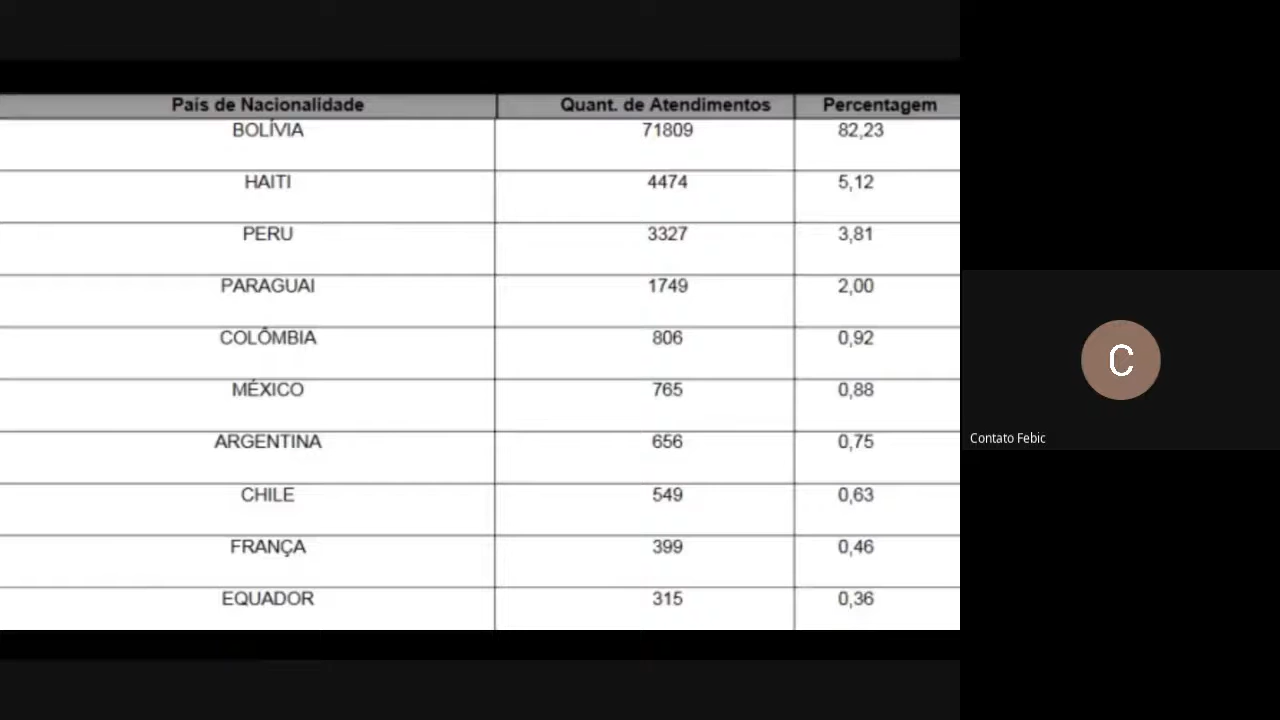 País de Nacionalidade Quant. de Atendimentos Percentagem
BOLÍVIA 71809 82,23
HAITI 4474 5,12
PERU 3327 3,81
PARAGUAI 1749 2,00
COLÔMBIA 806 0,92
MÉXICO 765 0,88
ARGENTINA 656 0,75
CHILE 549 0,63
FRANÇA 399 0,46
EQUADOR 315 0,36
C
Contato Febic